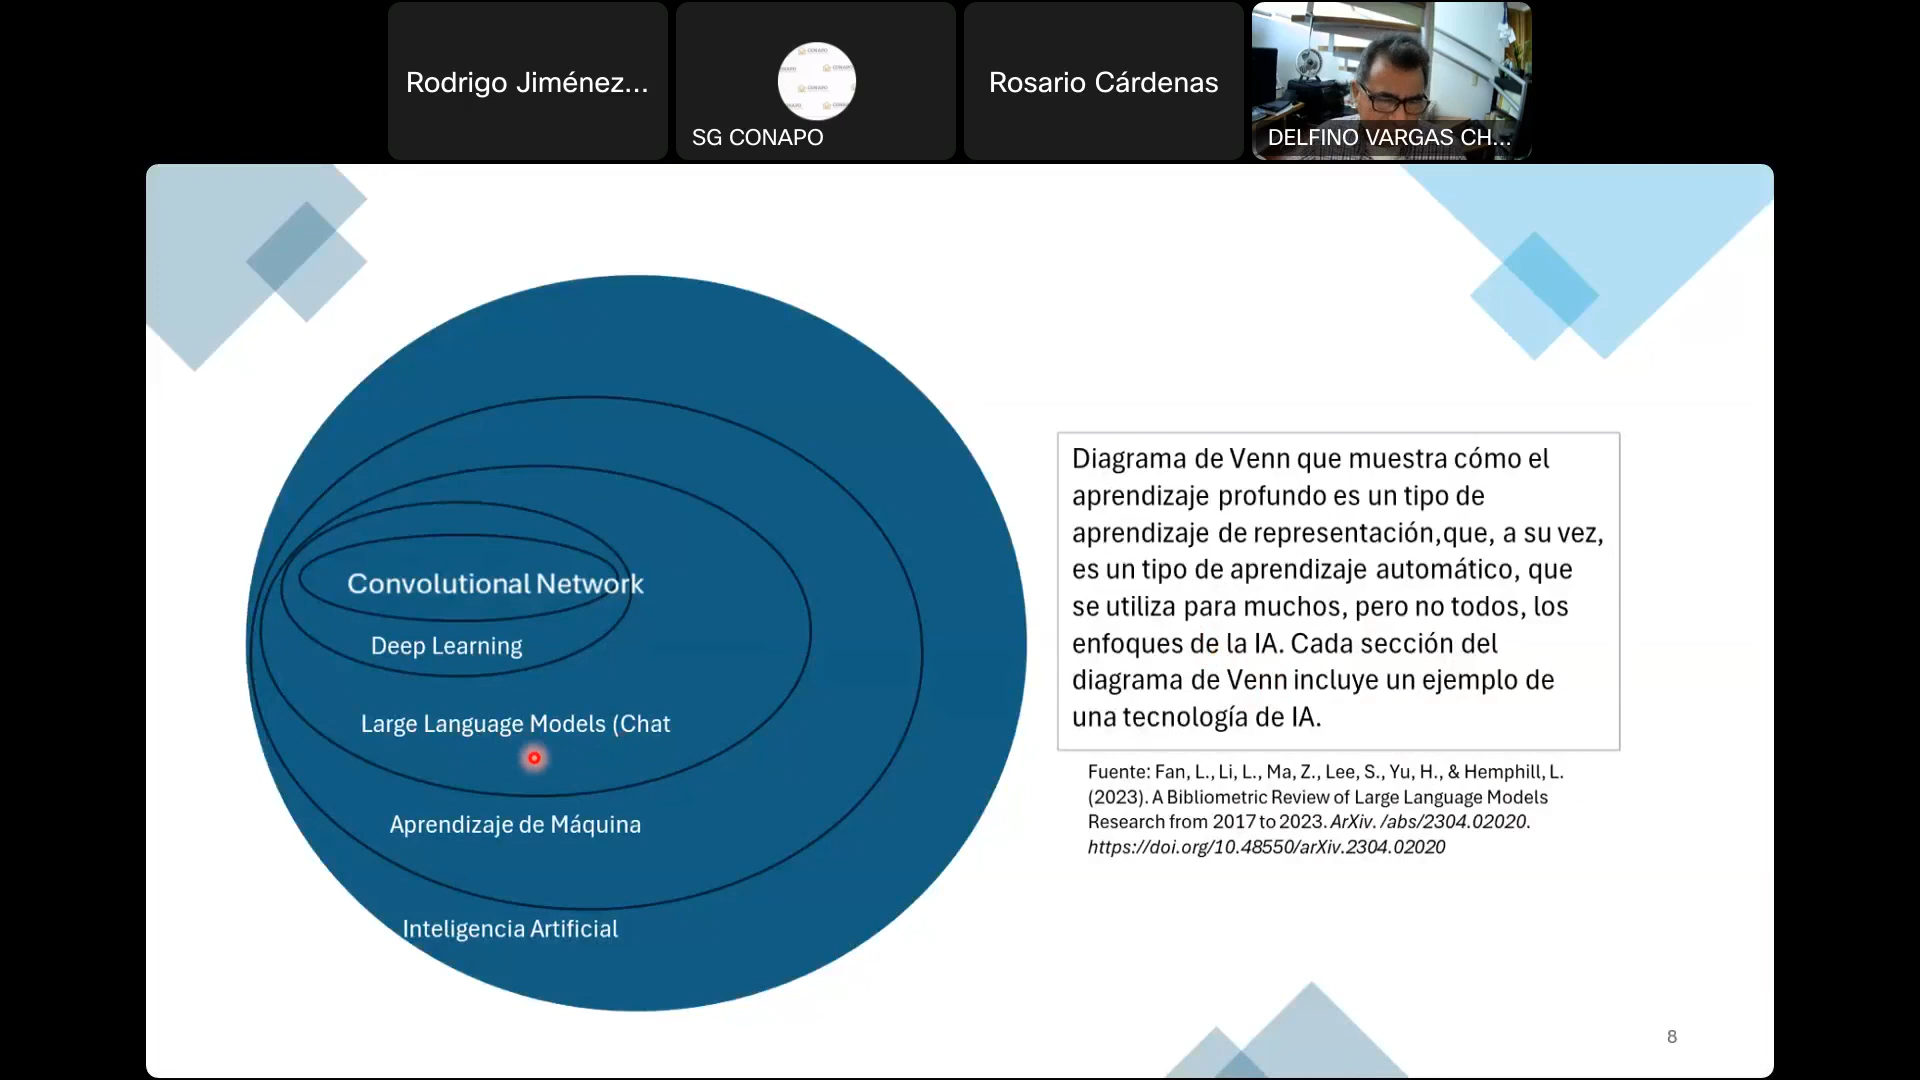 Rodrigo Jiménez...
CONAPO
SG CONAPO
Rosario Cárdenas
DELFINO VARGAS CH...
Convolutional Network
Deep Learning
Large Language Models (Chat
Aprendizaje de Máquina
Inteligencia Artificial
Diagrama de Venn que muestra cómo el
aprendizaje profundo es un tipo de
aprendizaje de representación,que, a su vez,
es un tipo de aprendizaje automático, que
se utiliza para muchos, pero no todos, los
enfoques de la IA. Cada sección del
diagrama de Venn incluye un ejemplo de
una tecnología de IA.
Fuente: Fan, L., Li, L., Ma, Z., Lee, S., Yu, H., & Hemphill, L.
(2023). A Bibliometric Review of Large Language Models
Research from 2017 to 2023. ArXiv. /abs/2304.02020.
https://doi.org/10.48550/arXiv.2304.02020
8